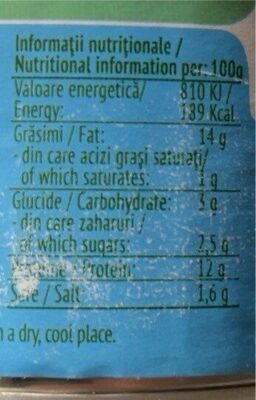 Informații nutriționale /
Nutritional information per: 100g
Valoare energetică/ 810 KJ /
Energy: 189 Kcal
Grăsimi / Fat: 14 g
- din care acizi grași saturați/
of which saturates: 1 g
Glucide / Carbohydrate: 3 g
- din care zaharuri /
of which sugars: 2,5 g
Proteine / Protein: 12 g
Sare / Salt: 1,6 g
a dry, cool place.